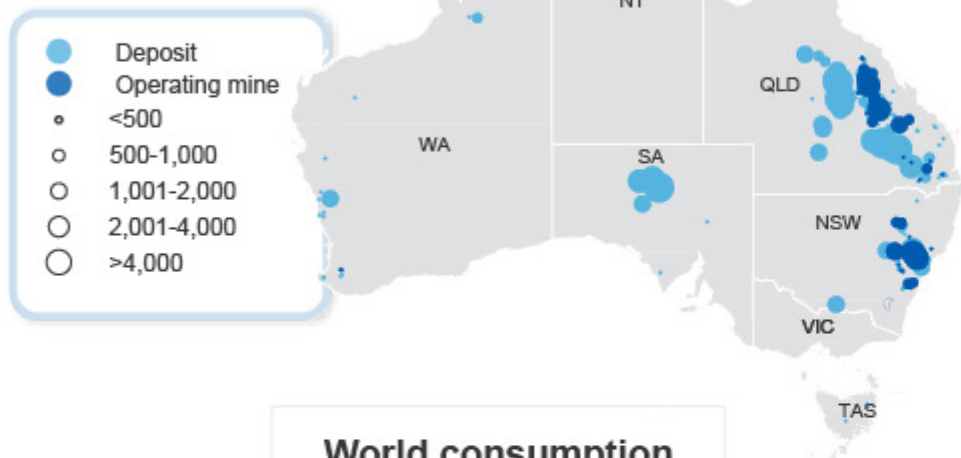 NT
Deposit
Operating mine
<500
500-1,000
1,001-2,000
2,001-4,000
>4,000
WA
SA
QLD
NSW
VIC
TAS
World consumption